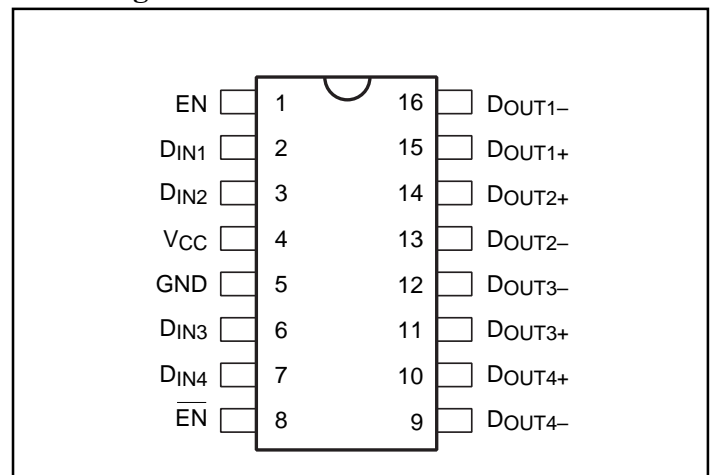 EN 1 16 DOUT1–
DIN1 2 15 DOUT1+
DIN2 3 14 DOUT2+
VCC 4 13 DOUT2–
GND 5 12 DOUT3–
DIN3 6 11 DOUT3+
DIN4 7 10 DOUT4+
E̅N̅ 8 9 DOUT4–